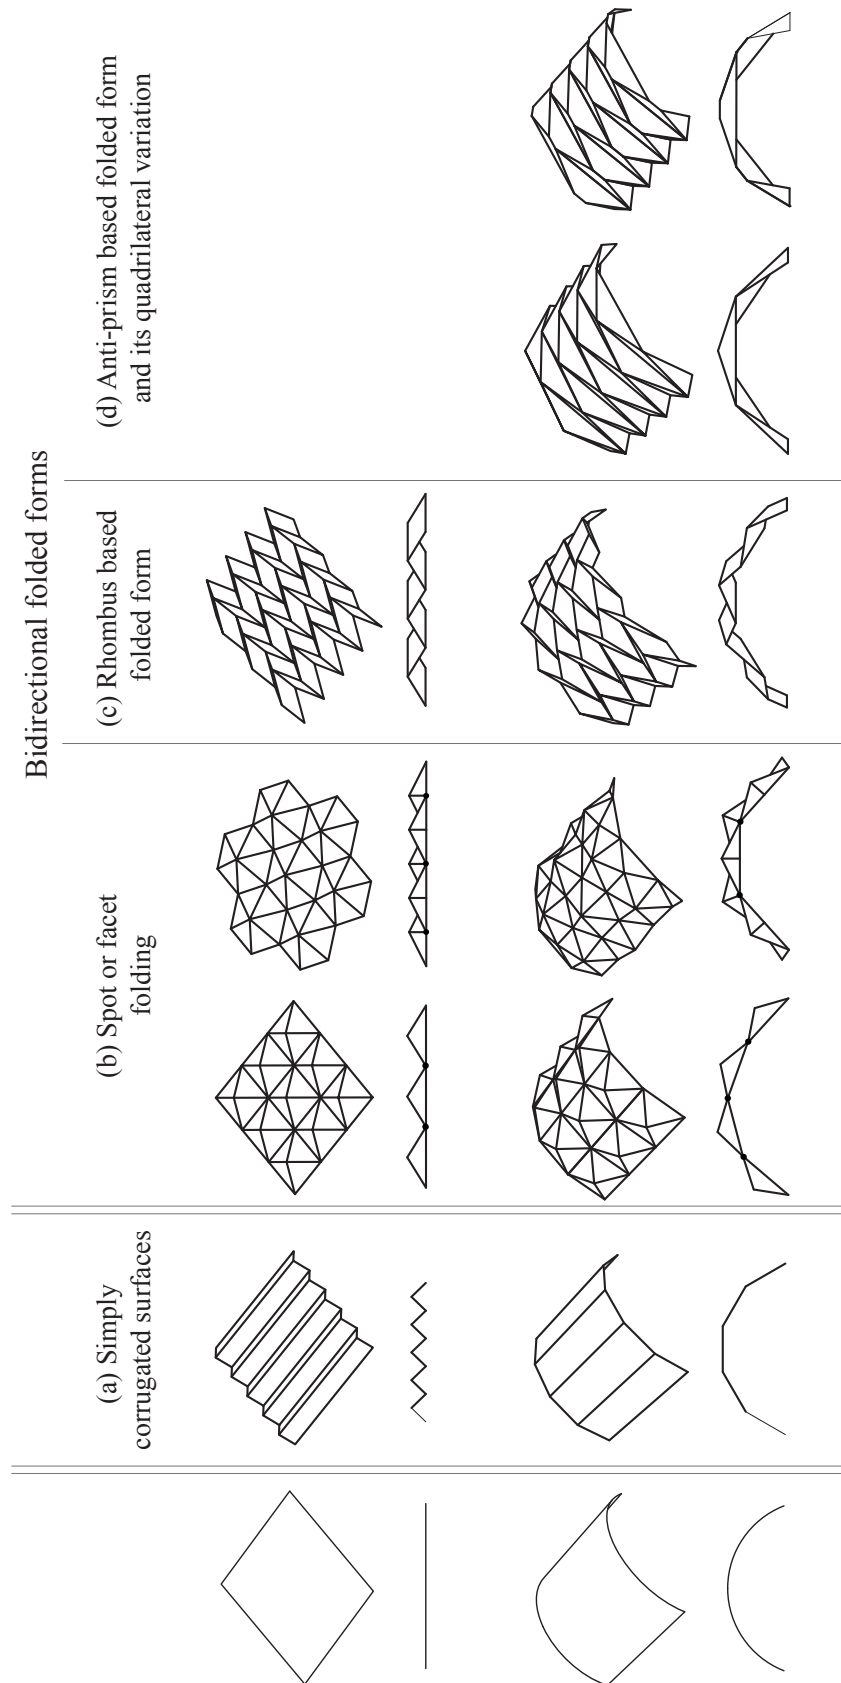 Bidirectional folded forms
(a) Simply
corrugated surfaces
(b) Spot or facet
folding
(c) Rhombus based
folded form
(d) Anti-prism based folded form
and its quadrilateral variation